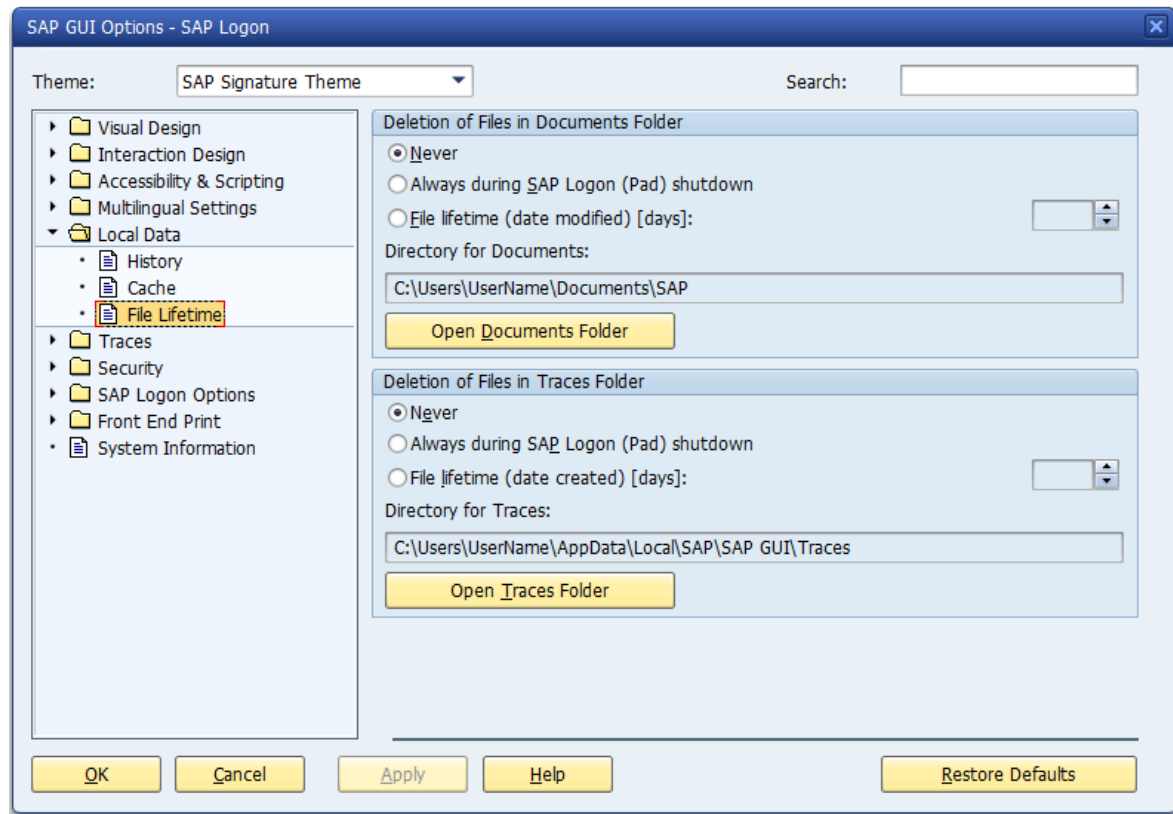 SAP GUI Options - SAP Logon
Theme: SAP Signature Theme Search:
Visual Design
Interaction Design
Accessibility & Scripting
Multilingual Settings
Local Data
History
Cache
File Lifetime
Traces
Security
SAP Logon Options
Front End Print
System Information
Deletion of Files in Documents Folder
Never
Always during SAP Logon (Pad) shutdown
File lifetime (date modified) [days]:
Directory for Documents:
C:\Users\UserName\Documents\SAP
Open Documents Folder
Deletion of Files in Traces Folder
Never
Always during SAP Logon (Pad) shutdown
File lifetime (date created) [days]:
Directory for Traces:
C:\Users\UserName\AppData\Local\SAP\SAP GUI\Traces
Open Traces Folder
OK Cancel Apply Help Restore Defaults